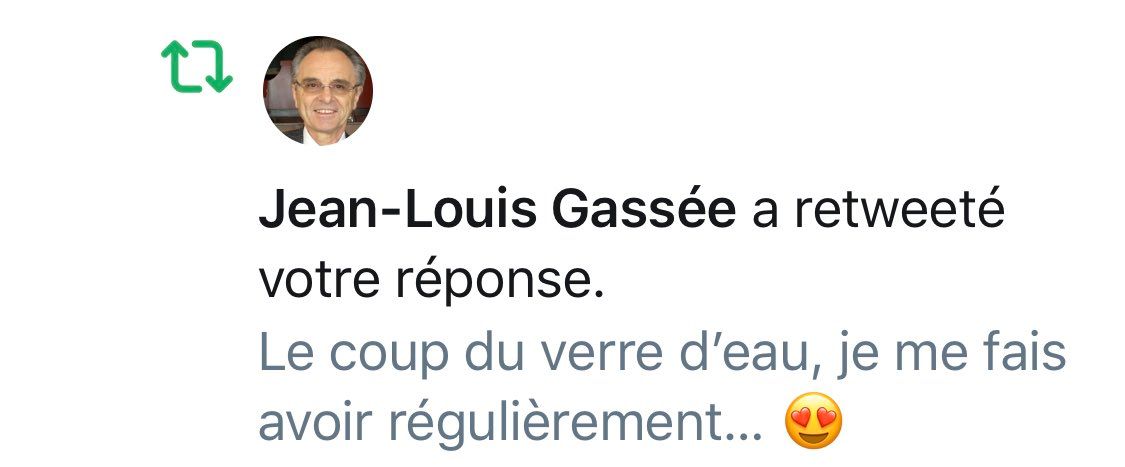 Jean-Louis Gassée a retweeté
votre réponse.
Le coup du verre d’eau, je me fais
avoir régulièrement... 😍